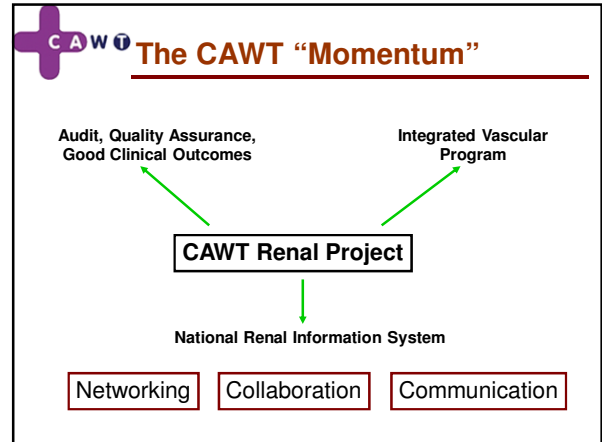 CAWT
The CAWT “Momentum”
Audit, Quality Assurance,
Good Clinical Outcomes
Integrated Vascular
Program
CAWT Renal Project
National Renal Information System
Networking
Collaboration
Communication